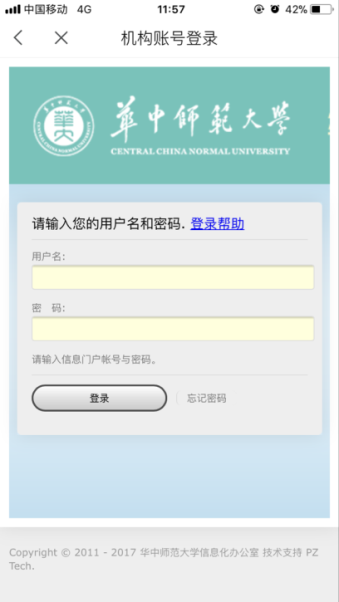 中国移动 4G 11:57 42%
机构账号登录
華中師範大學
CENTRAL CHINA NORMAL UNIVERSITY
请输入您的用户名和密码. 登录帮助
用户名:
密 码:
请输入信息门户帐号与密码。
登录 忘记密码
Copyright © 2011 - 2017 华中师范大学信息化办公室 技术支持 PZ
Tech.